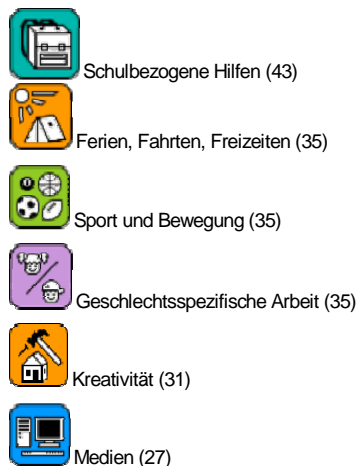 Schulbezogene Hilfen (43)
Ferien, Fahrten, Freizeiten (35)
Sport und Bewegung (35)
Geschlechtsspezifische Arbeit (35)
Kreativität (31)
Medien (27)